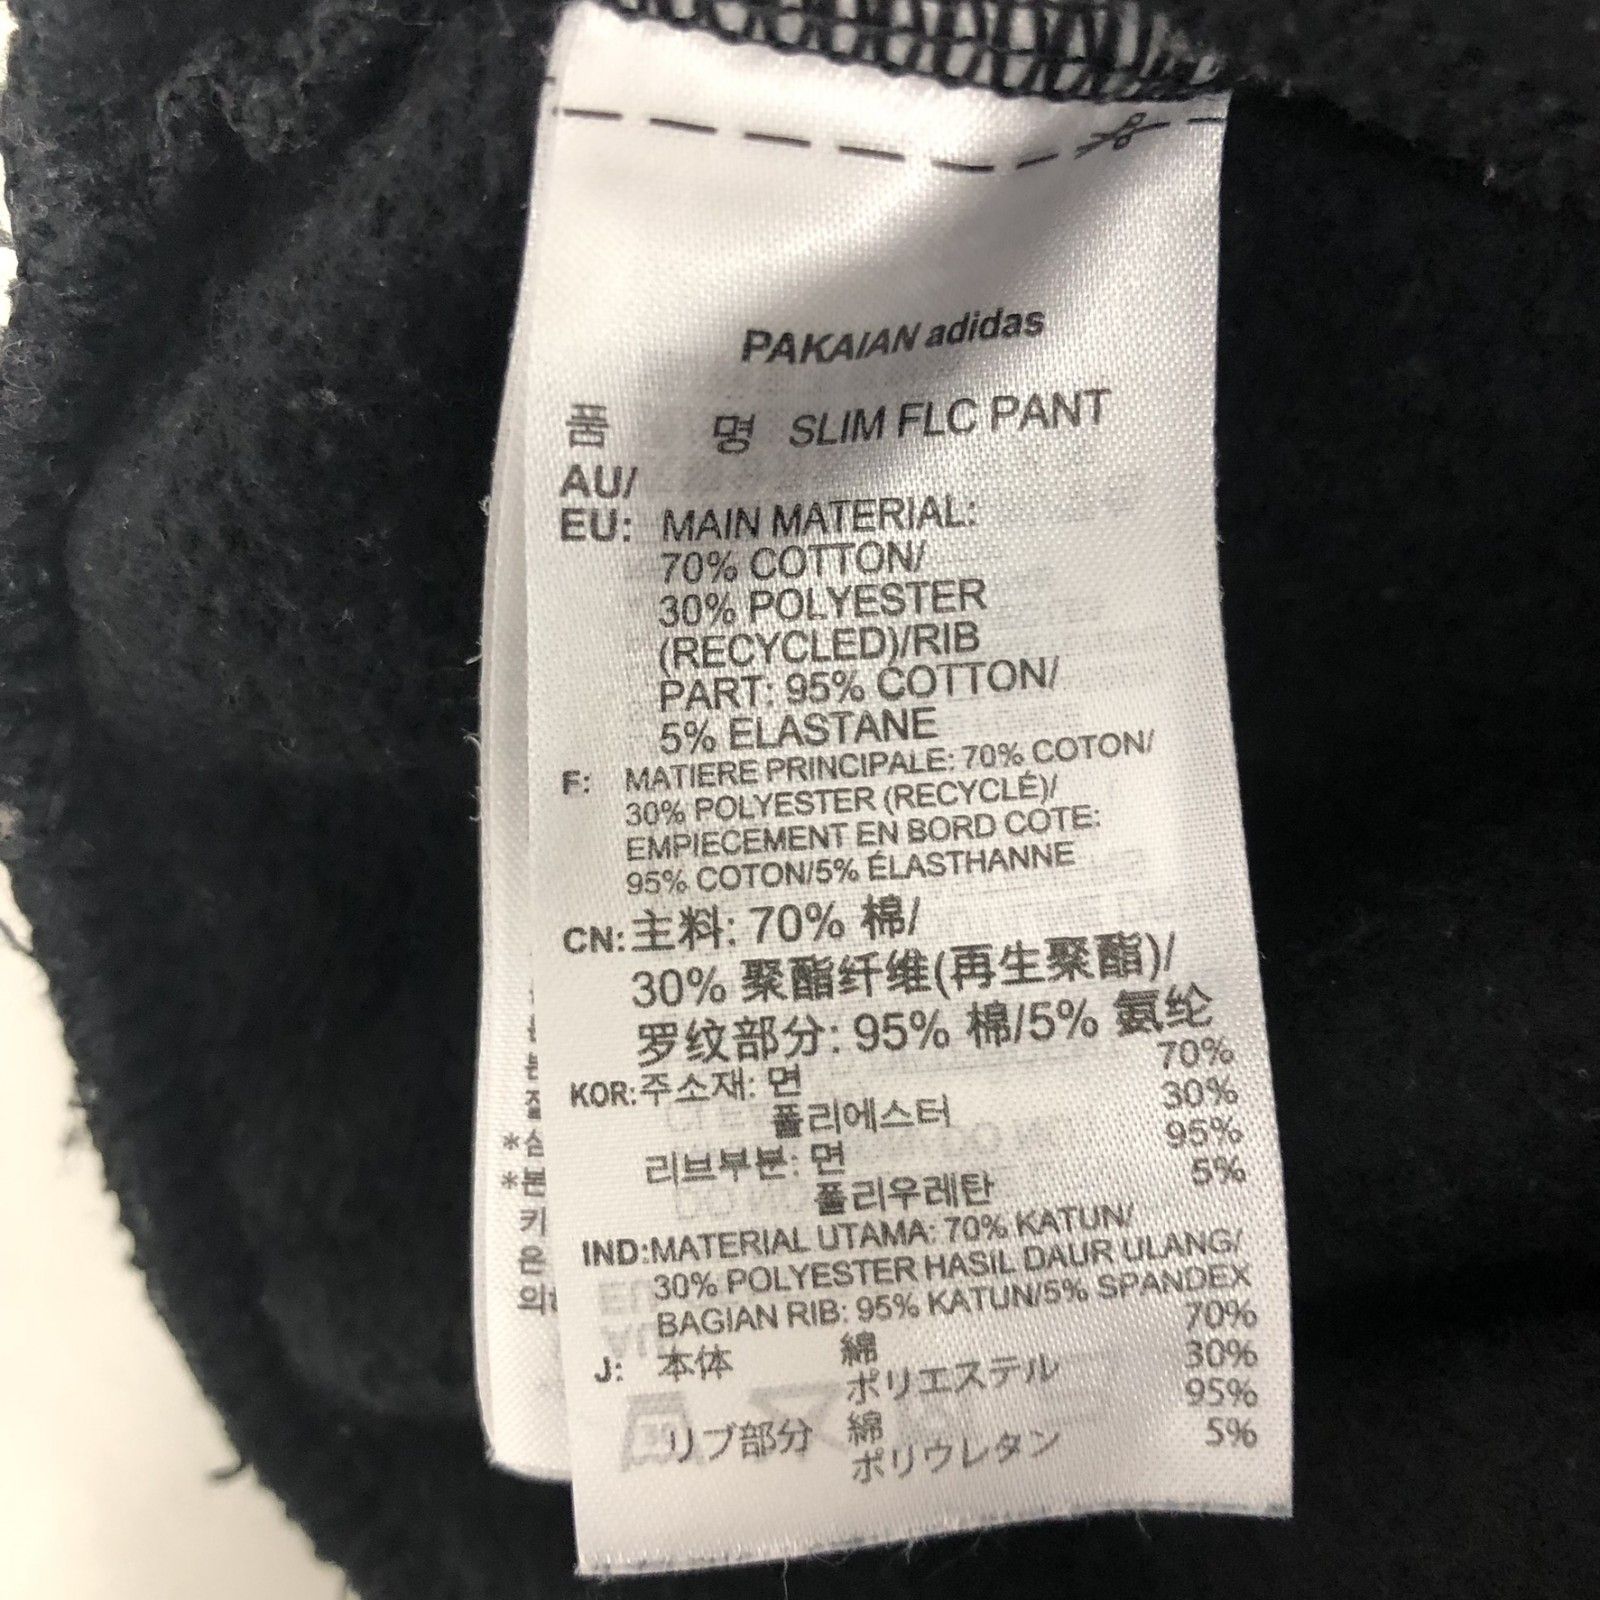 PAKAIAN adidas
품 명 SLIM FLC PANT
AU/
EU: MAIN MATERIAL:
70% COTTON/
30% POLYESTER
(RECYCLED)/RIB
PART: 95% COTTON/
5% ELASTANE
F: MATIERE PRINCIPALE: 70% COTON/
30% POLYESTER (RECYCLÉ)/
EMPIECEMENT EN BORD COTE:
95% COTON/5% ÉLASTHANNE
CN: 主料: 70% 棉/
30% 聚酯纤维(再生聚酯)/
罗纹部分: 95% 棉/5% 氨纶
KOR: 주소재: 면 70%
폴리에스터 30%
리브부분: 면 95%
폴리우레탄 5%
IND: MATERIAL UTAMA: 70% KATUN/
30% POLYESTER HASIL DAUR ULANG/
BAGIAN RIB: 95% KATUN/5% SPANDEX
J: 本体 綿 70%
ポリエステル 30%
リブ部分 綿 95%
ポリウレタン 5%